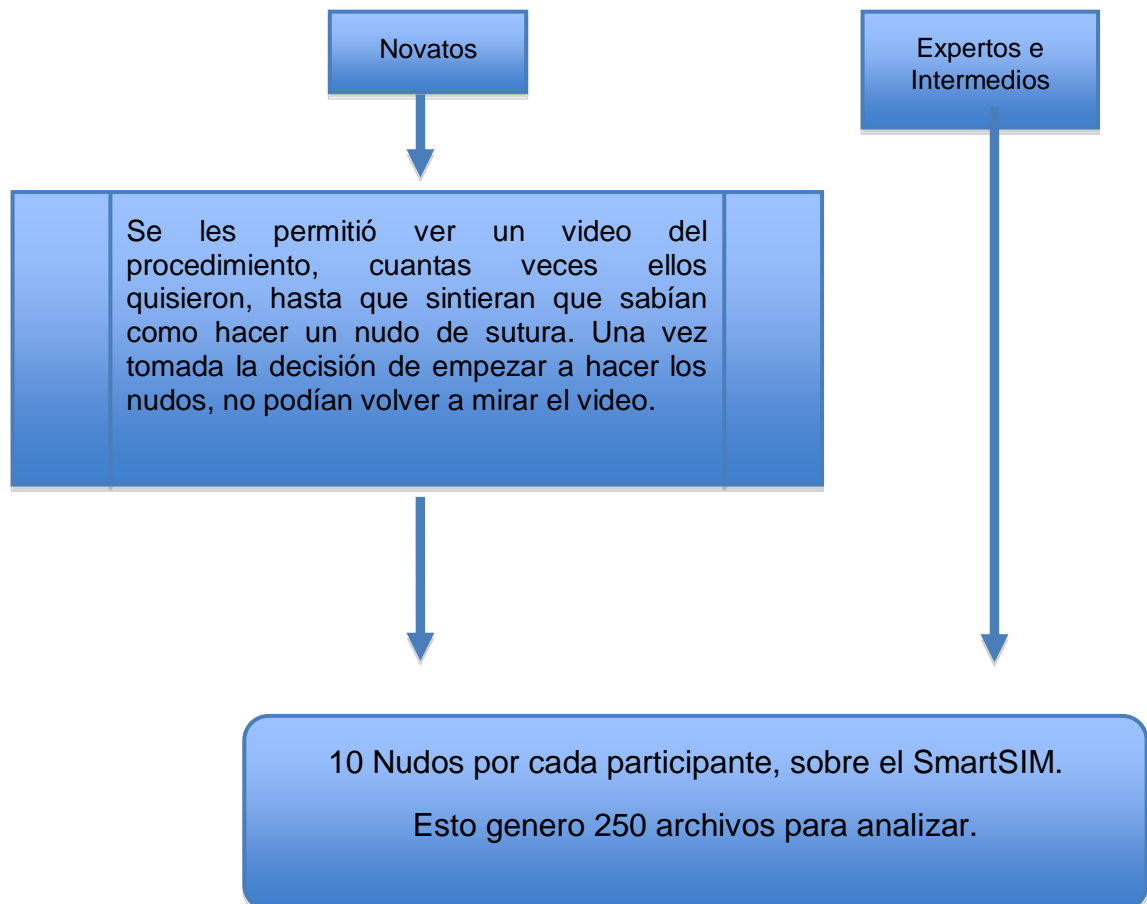 Novatos
Expertos e
Intermedios
Se les permitió ver un video del
procedimiento, cuantas veces ellos
quisieron, hasta que sintieran que sabían
como hacer un nudo de sutura. Una vez
tomada la decisión de empezar a hacer los
nudos, no podían volver a mirar el video.
10 Nudos por cada participante, sobre el SmartSIM.
Esto genero 250 archivos para analizar.